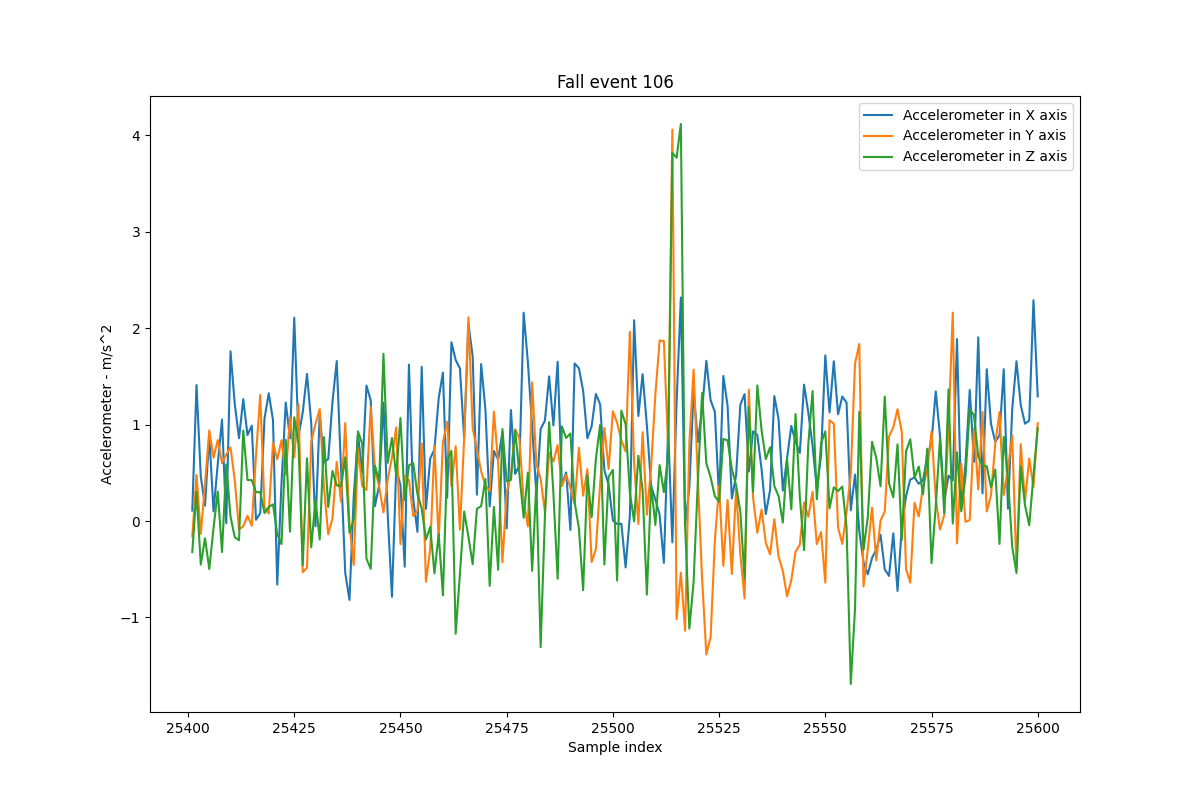 Fall event 106
Accelerometer in X axis
Accelerometer in Y axis
Accelerometer in Z axis
4
3
2
1
0
−1
Accelerometer - m/s^2
25400 25425 25450 25475 25500 25525 25550 25575 25600
Sample index